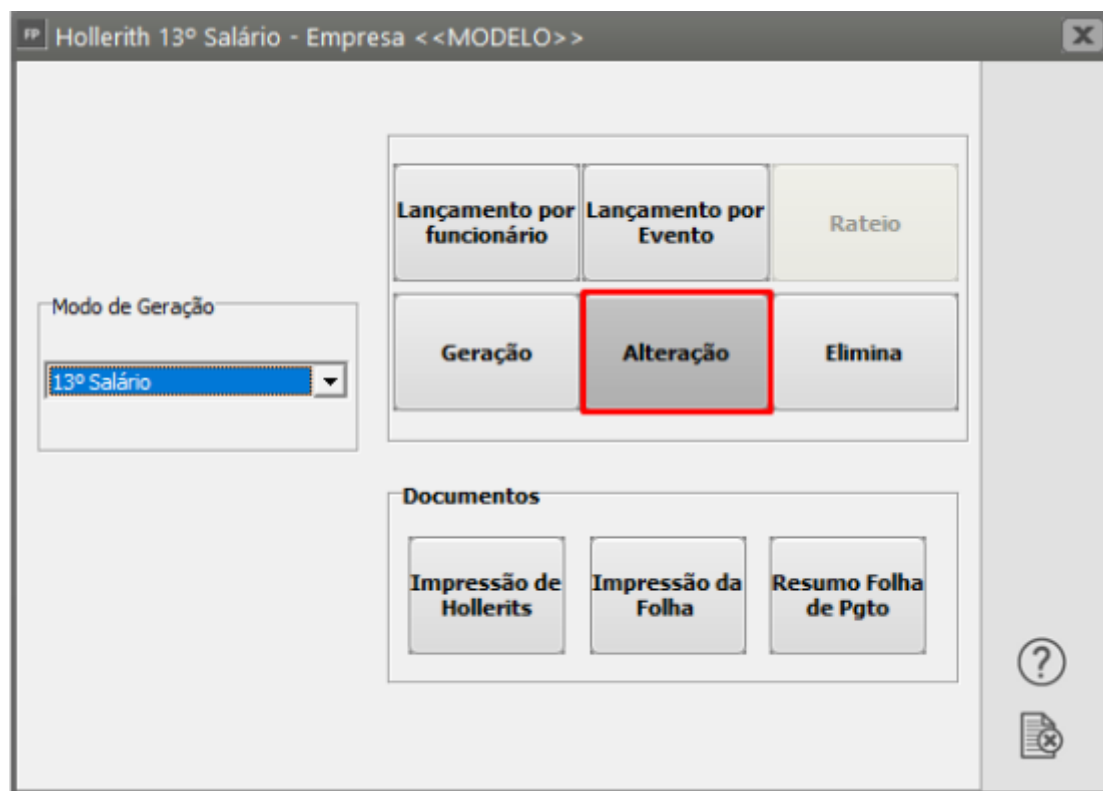 FP Hollerith 13º Salário - Empresa <<MODELO>>
Lançamento por
funcionário
Lançamento por
Evento
Rateio
Modo de Geração
13º Salário
Geração
Alteração
Elimina
Documentos
Impressão de
Hollerits
Impressão da
Folha
Resumo Folha
de Pgto
?